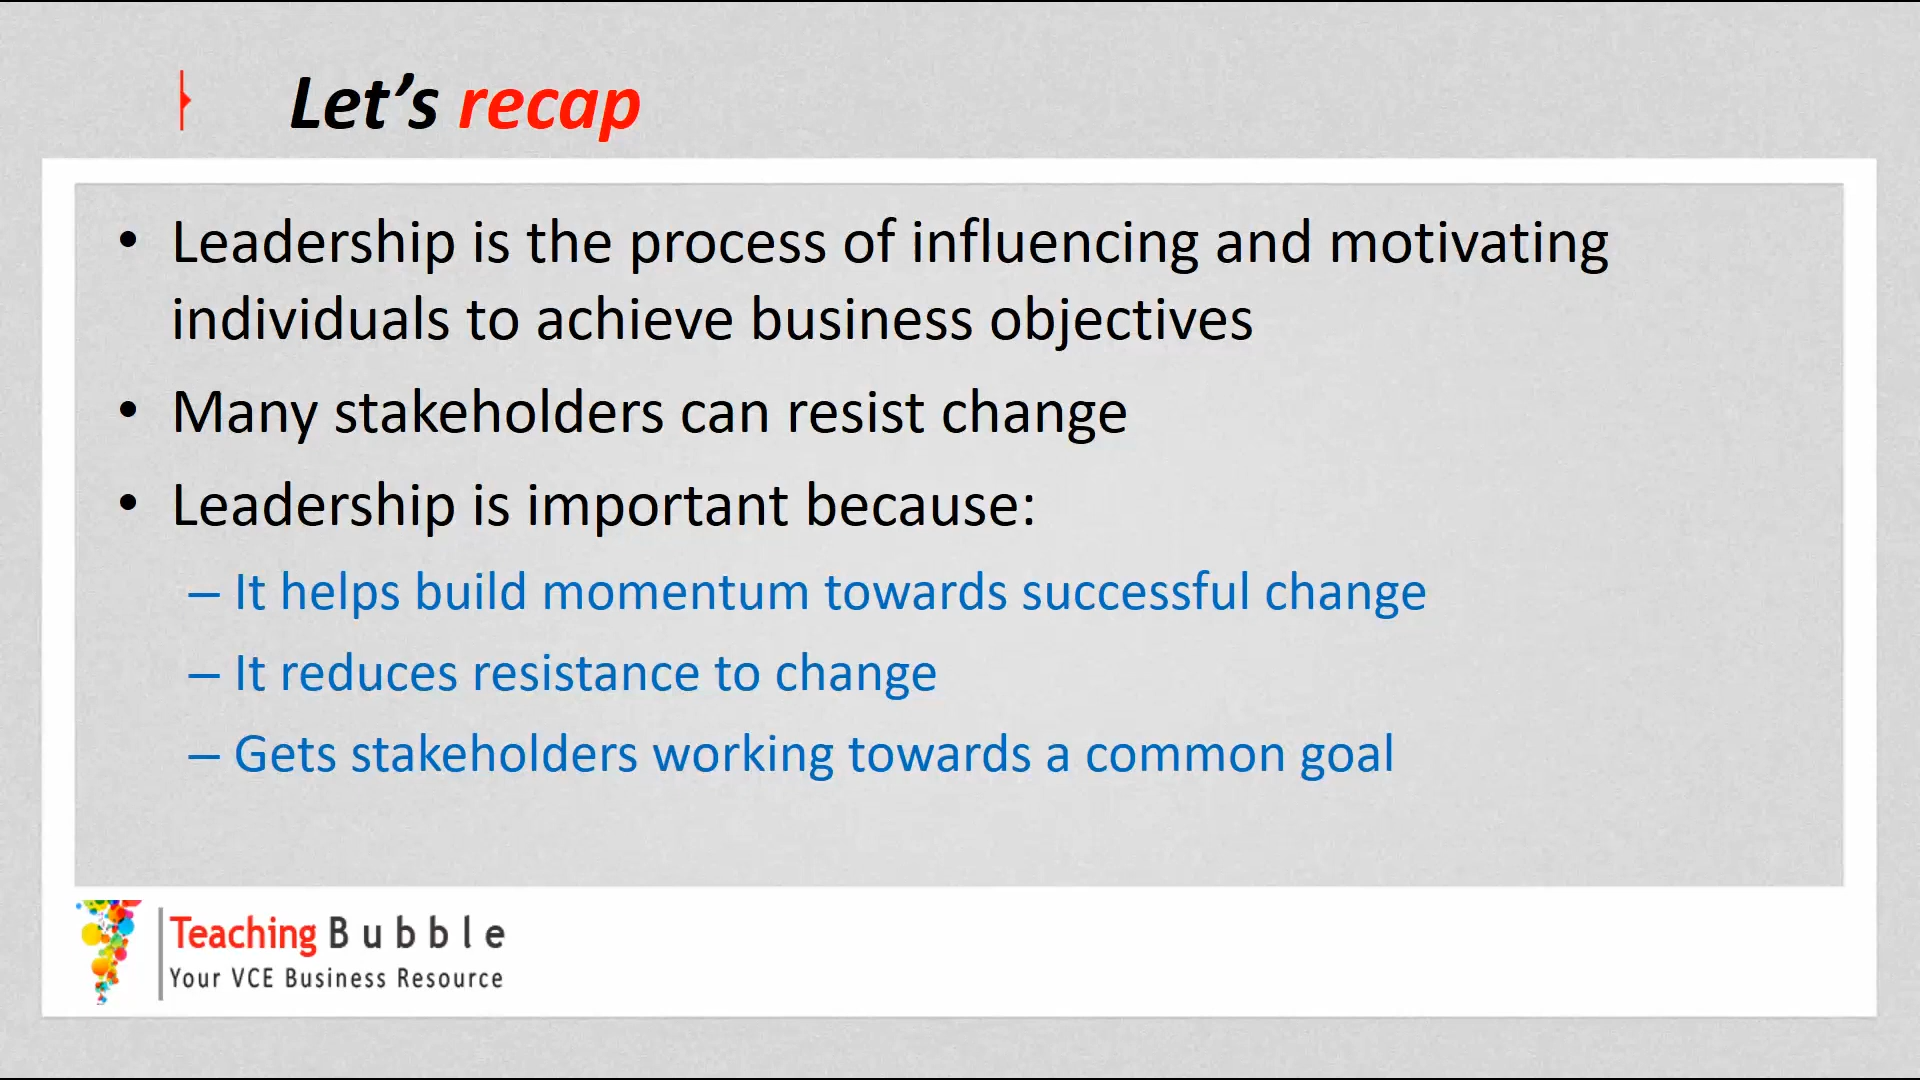 Let’s recap
• Leadership is the process of influencing and motivating
individuals to achieve business objectives
• Many stakeholders can resist change
• Leadership is important because:
– It helps build momentum towards successful change
– It reduces resistance to change
– Gets stakeholders working towards a common goal
Teaching Bubble
Your VCE Business Resource